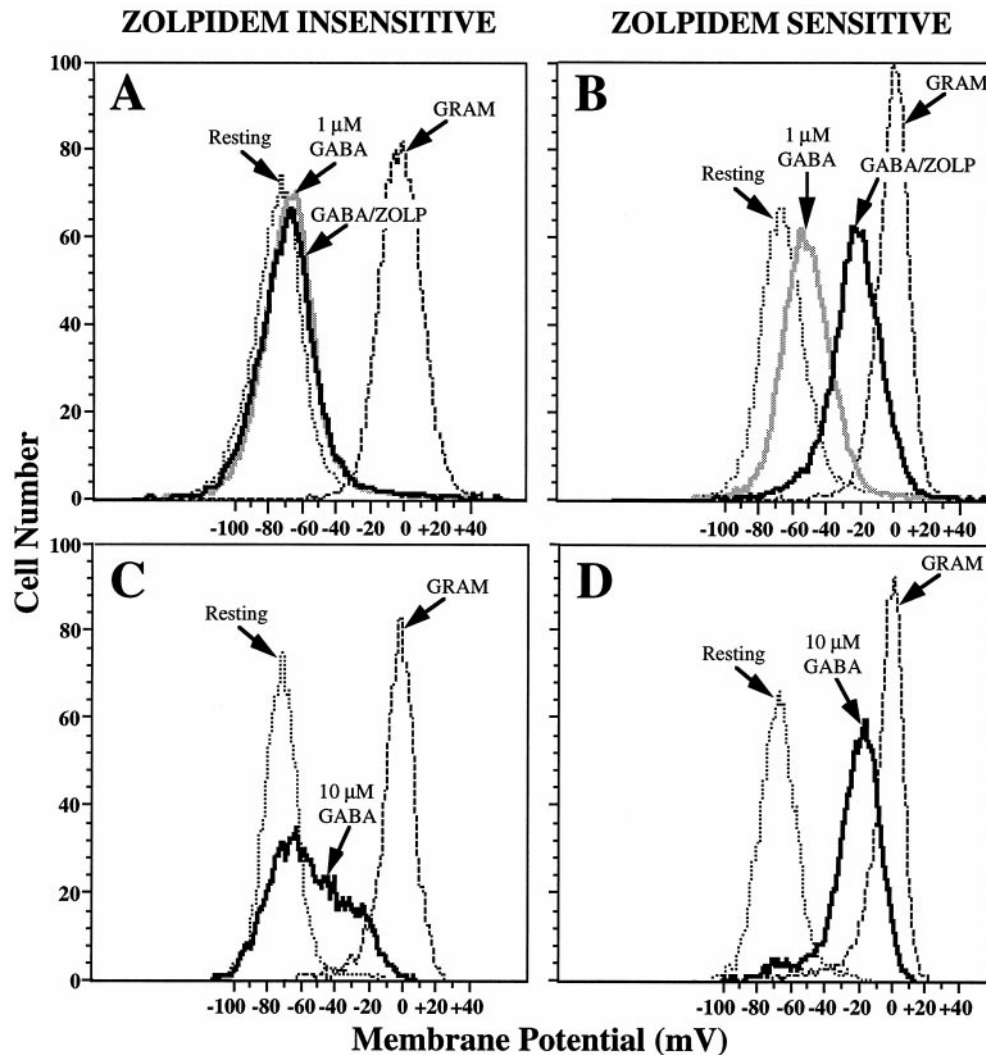 ZOLPIDEM INSENSITIVE
ZOLPIDEM SENSITIVE
A
Resting
1 µM
GABA
GABA/ZOLP
GRAM
100
80
60
40
20
0
-100 -80 -60 -40 -20 0 +20 +40
B
Resting
1 µM
GABA
GABA/ZOLP
GRAM
-100 -80 -60 -40 -20 0 +20 +40
C
Resting
10 µM
GABA
GRAM
100
80
60
40
20
0
-100 -80 -60 -40 -20 0 +20 +40
D
Resting
10 µM
GABA
GRAM
-100 -80 -60 -40 -20 0 +20 +40
Cell Number
Membrane Potential (mV)